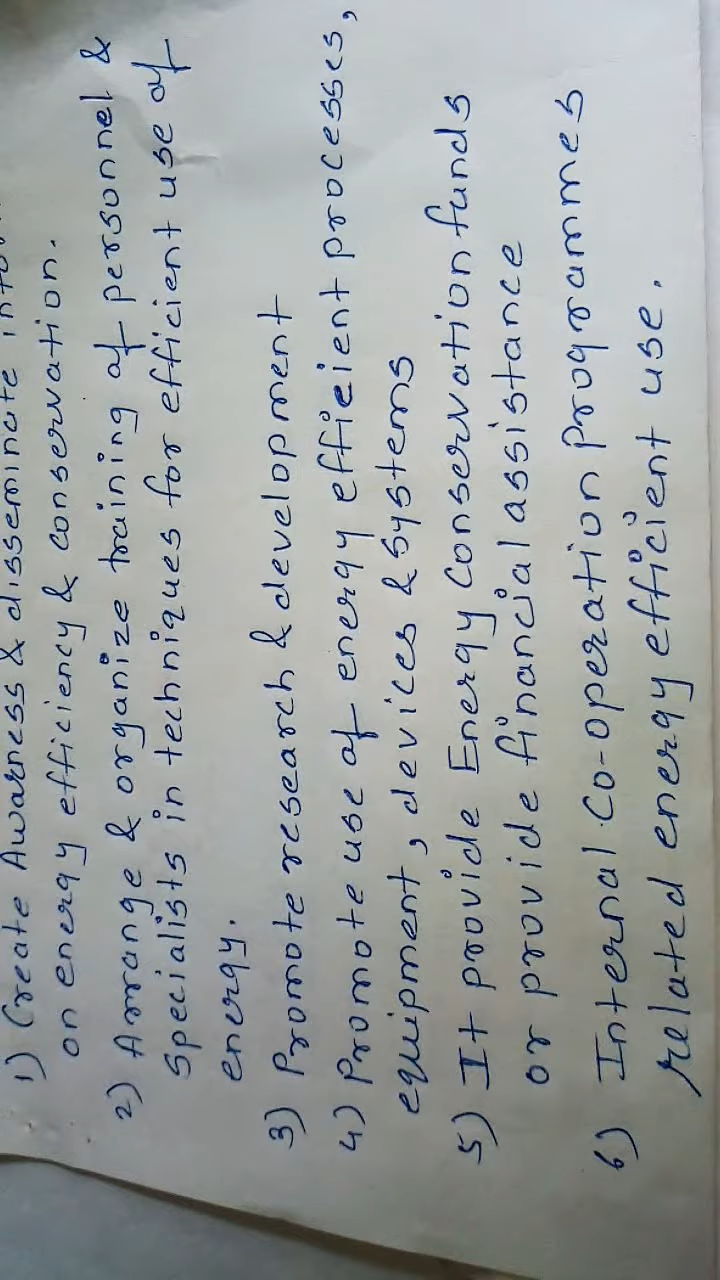 1) Create Awarness & disseminate
on energy efficiency & conservation.
2) Arrange & organize training of personnel &
Specialists in techniques for efficient use of
energy.
3) Promote research & development
4) Promote use of energy efficient processes,
equipment, devices & systems
5) It provide Energy Conservation funds
or provide financial assistance
6) Internal Co-operation programmes
related energy efficient use.